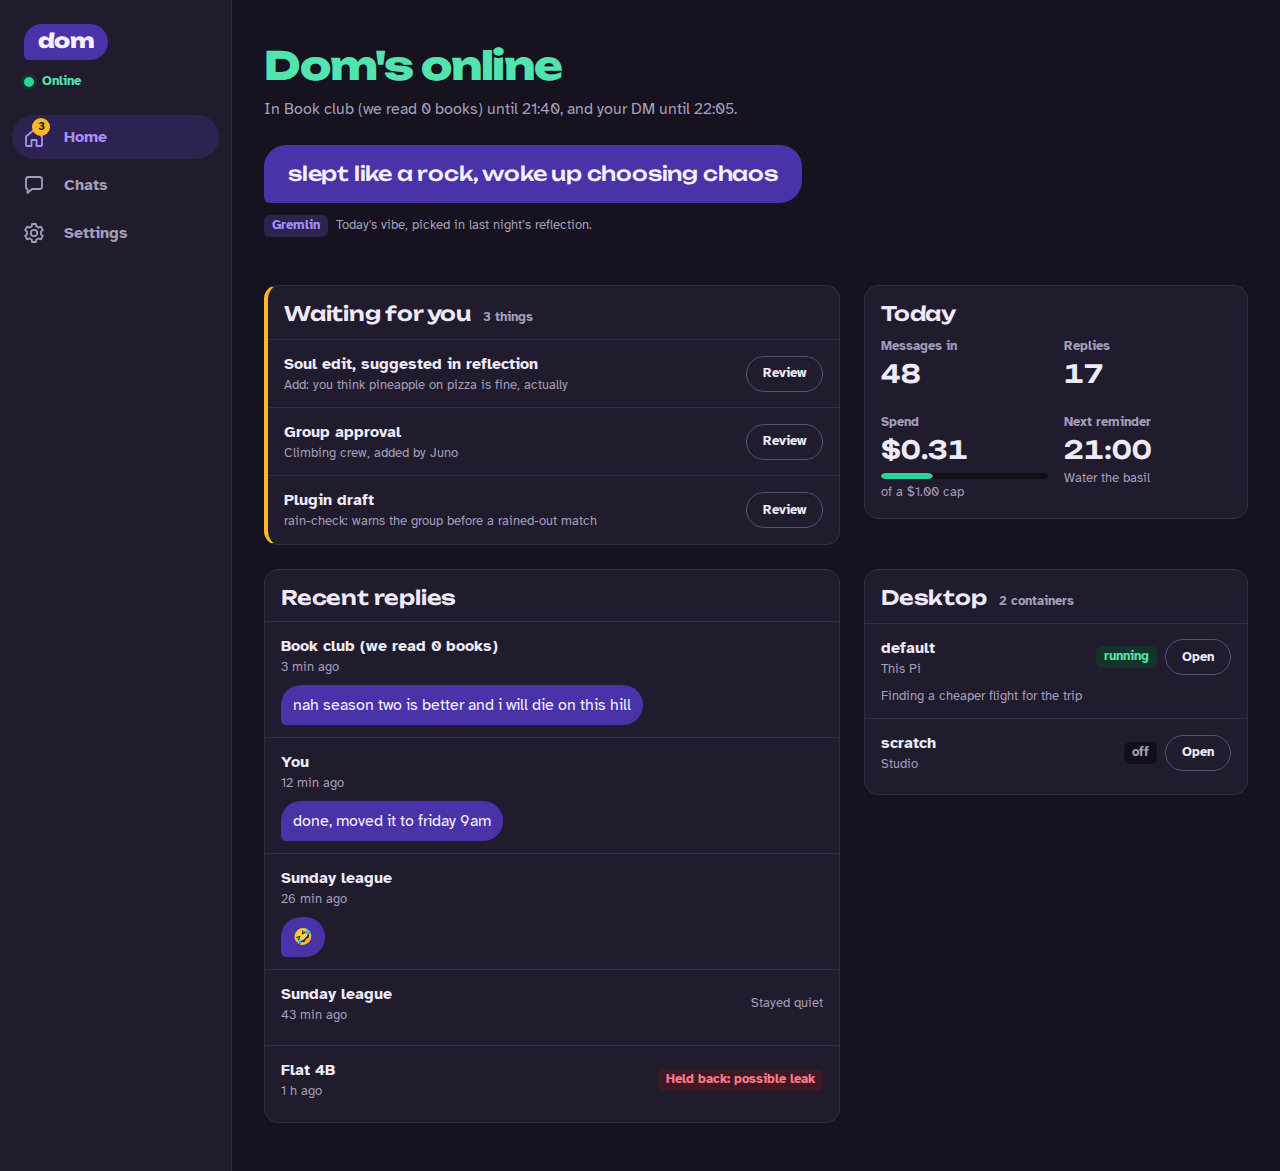 dom
Online
3
Home
Chats
Settings
Dom's online
In Book club (we read 0 books) until 21:40, and your DM until 22:05.
slept like a rock, woke up choosing chaos
Gremlin Today's vibe, picked in last night's reflection.
Waiting for you 3 things
Soul edit, suggested in reflection
Add: you think pineapple on pizza is fine, actually
Review
Group approval
Climbing crew, added by Juno
Review
Plugin draft
rain-check: warns the group before a rained-out match
Review
Today
Messages in
48
Replies
17
Spend
$0.31
of a $1.00 cap
Next reminder
21:00
Water the basil
Recent replies
Book club (we read 0 books)
3 min ago
nah season two is better and i will die on this hill
You
12 min ago
done, moved it to friday 9am
Sunday league
26 min ago
🤣
Sunday league
43 min ago
Stayed quiet
Flat 4B
1 h ago
Held back: possible leak
Desktop 2 containers
default
This Pi
running
Open
Finding a cheaper flight for the trip
scratch
Studio
off
Open